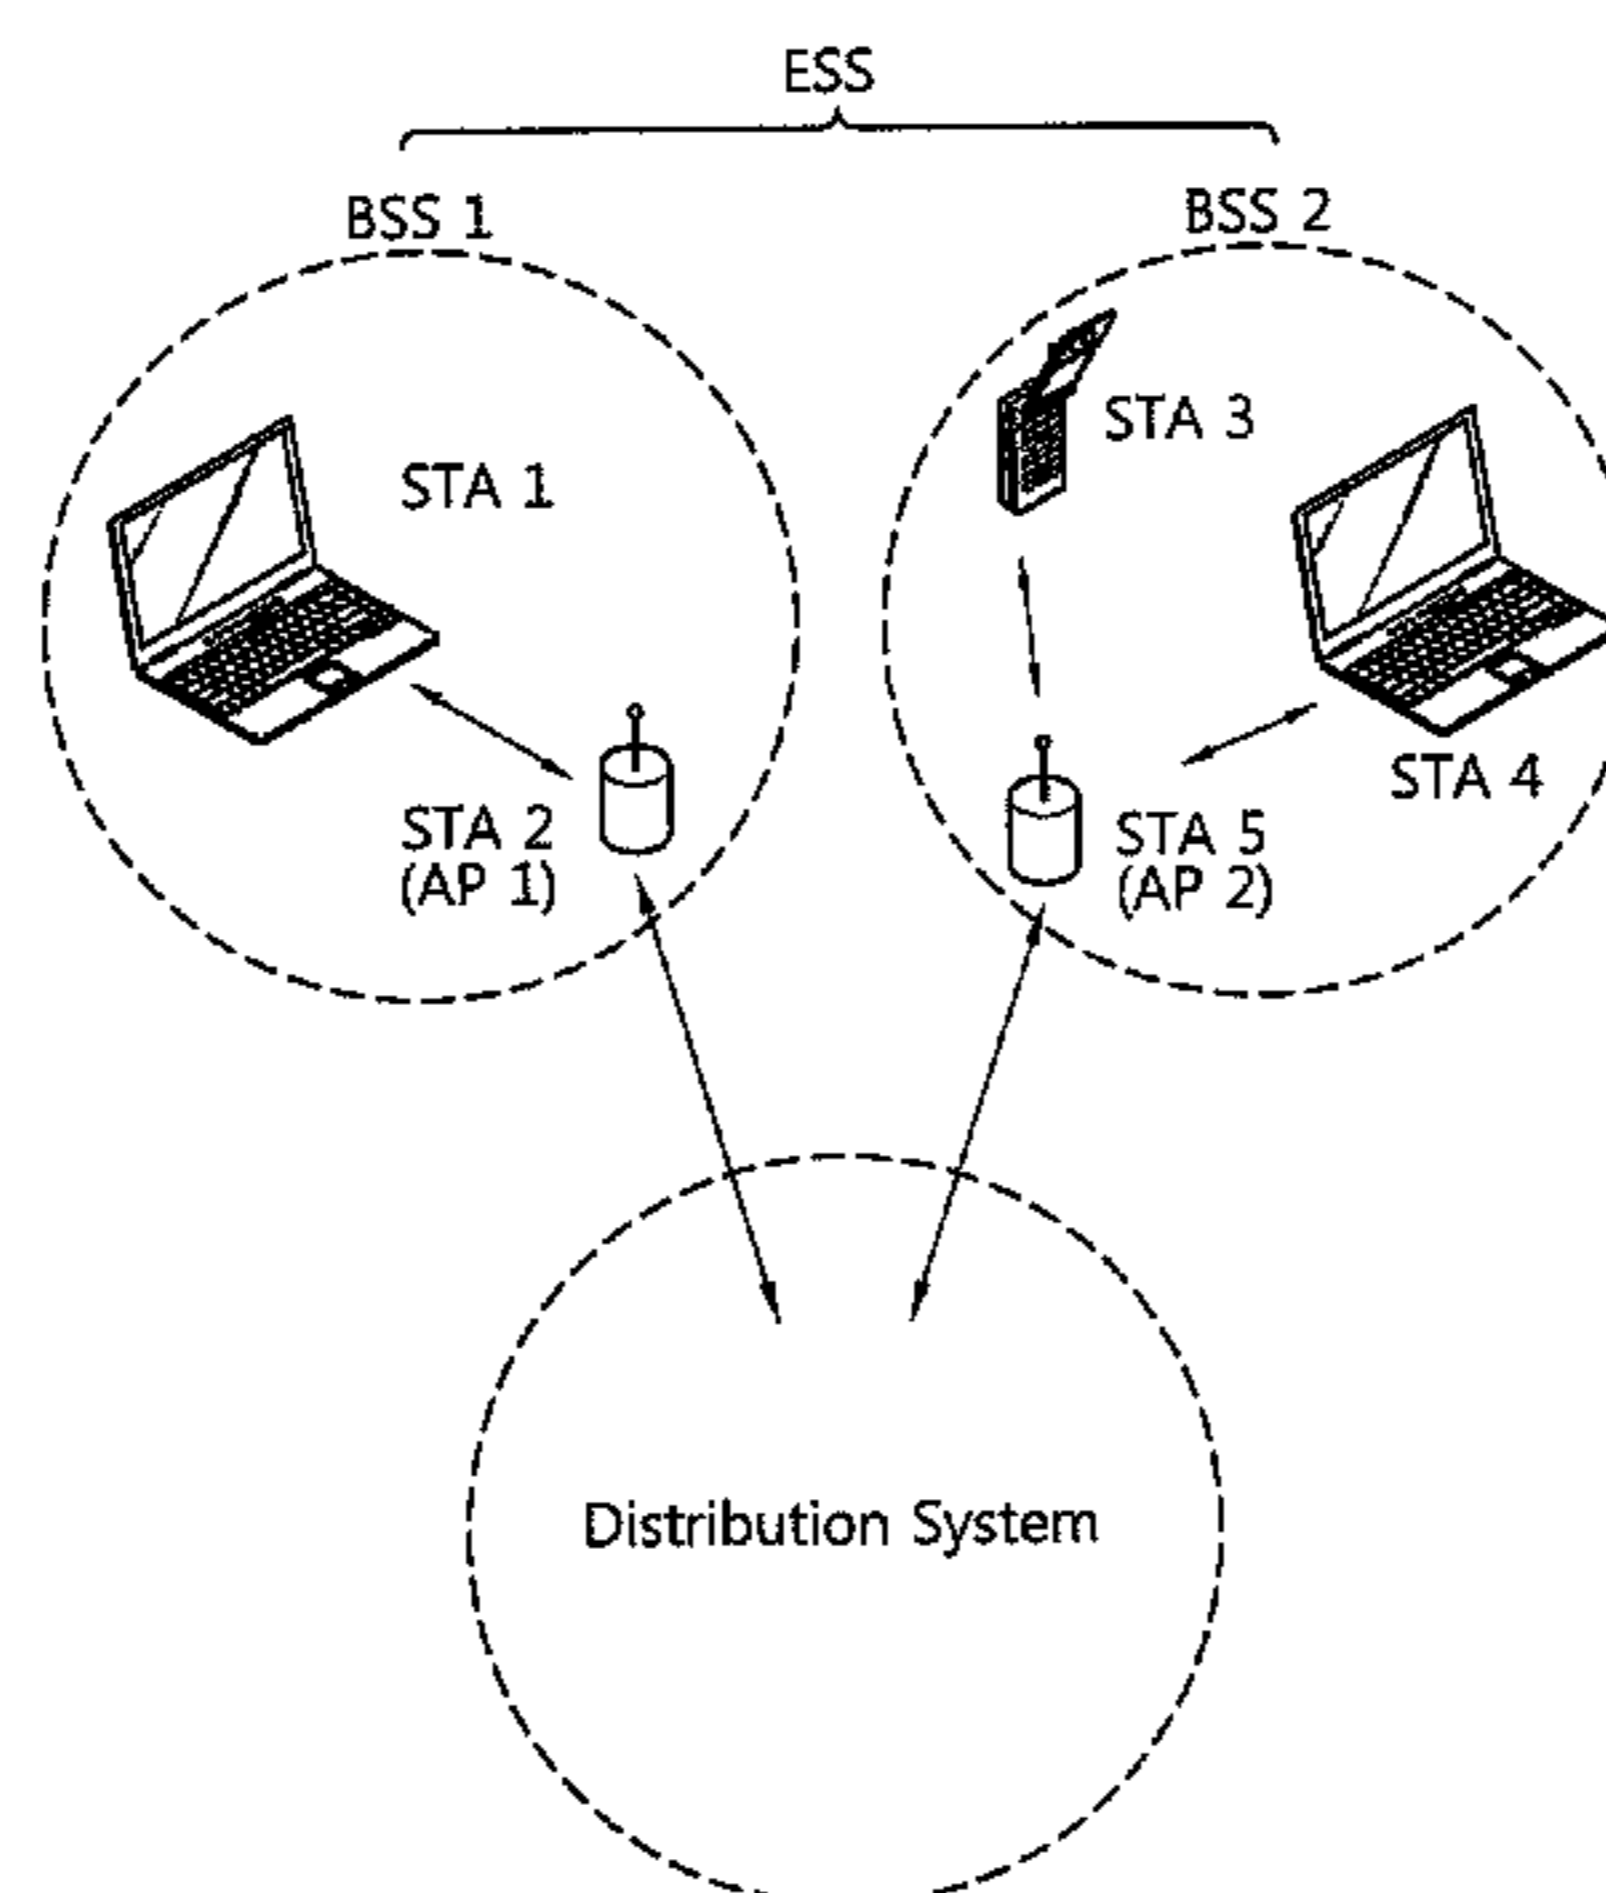 ESS
BSS 1
BSS 2
STA 1
STA 3
STA 2
(AP 1)
STA 5
(AP 2)
STA 4
Distribution System